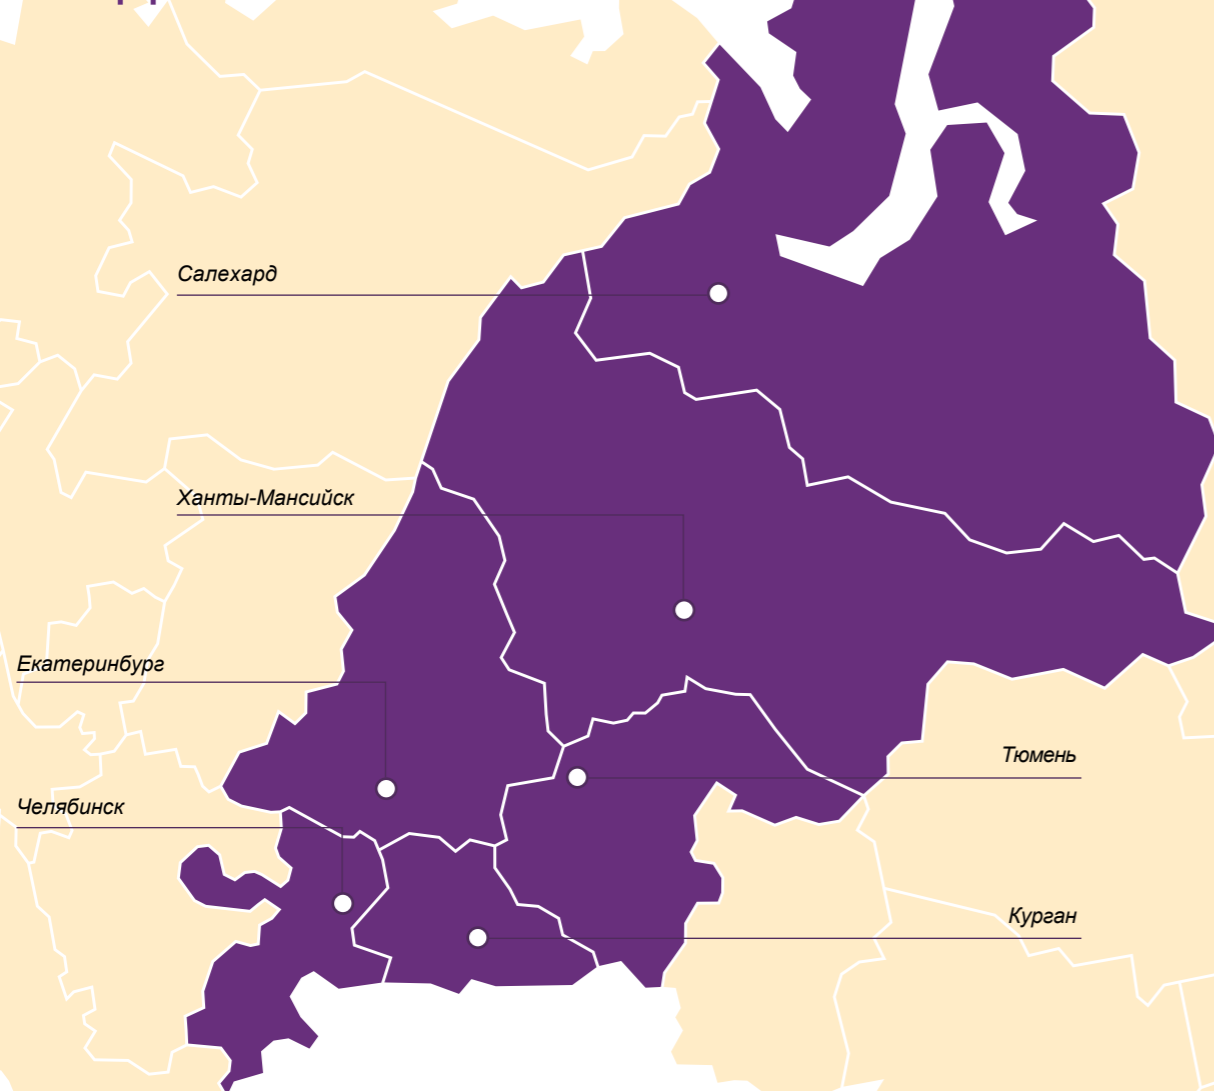 Салехард
Ханты-Мансийск
Екатеринбург
Тюмень
Челябинск
Курган